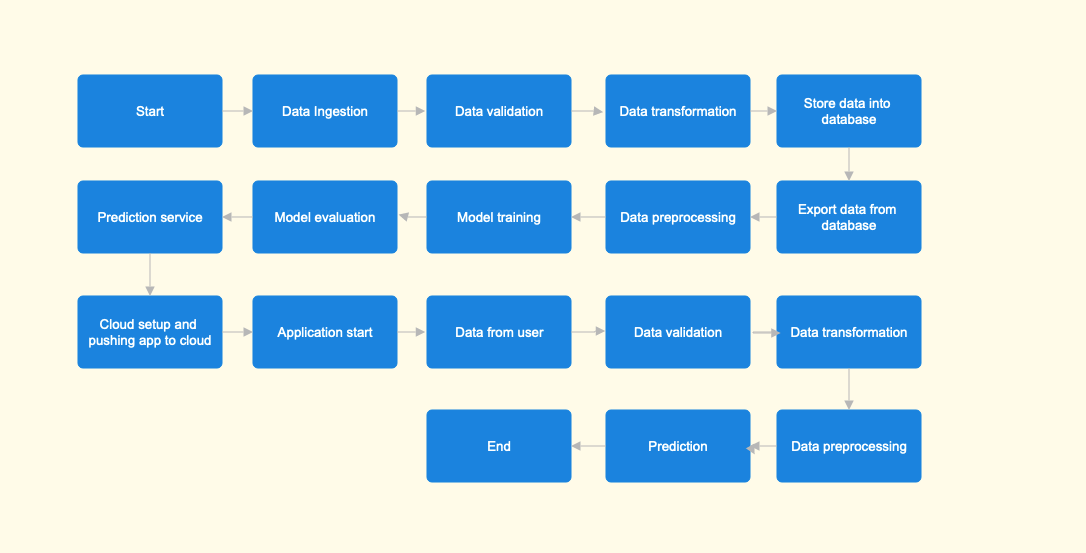 Start
Data Ingestion
Data validation
Data transformation
Store data into
database
Prediction service
Model evaluation
Model training
Data preprocessing
Export data from
database
Cloud setup and
pushing app to cloud
Application start
Data from user
Data validation
Data transformation
End
Prediction
Data preprocessing